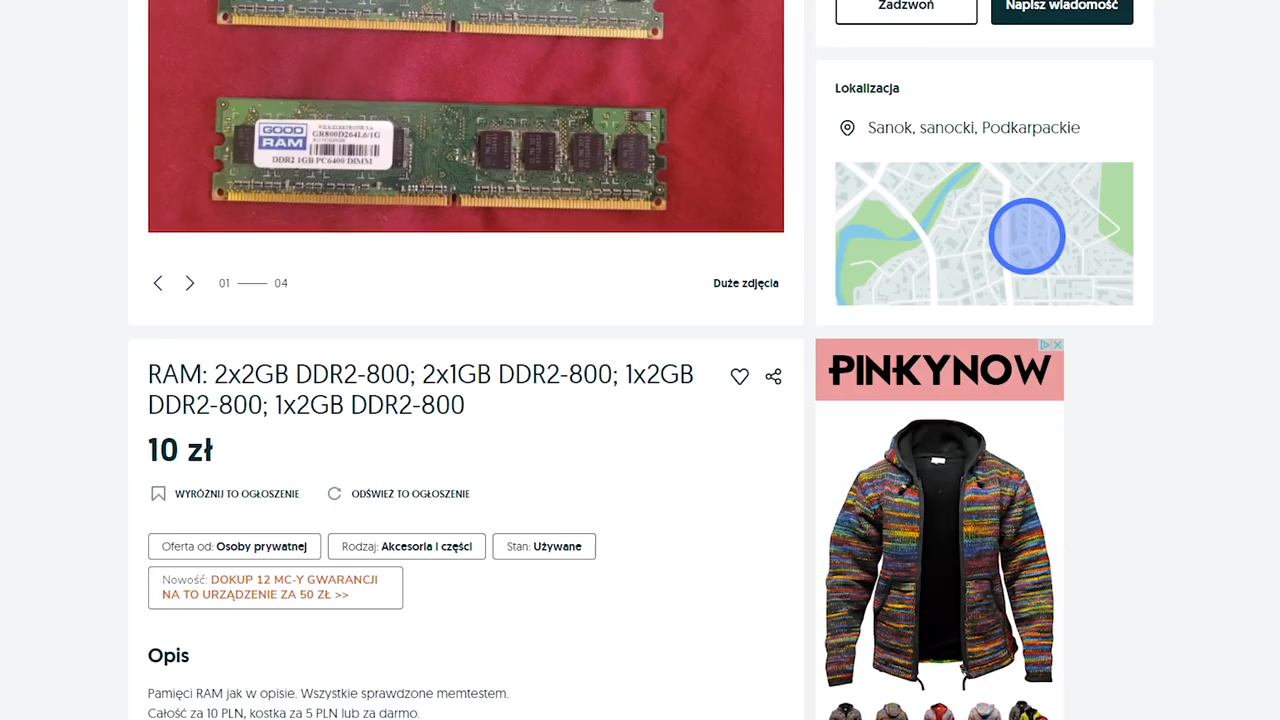 Zadzwoń
Napisz wiadomość
GOOD
RAM
WILK ELEKTRONIK S.A.
GR800D264L6/1G
DDR2 1GB PC6400 DIMM
Lokalizacja
Sanok, sanocki, Podkarpackie
01
04
Duże zdjęcia
RAM: 2x2GB DDR2-800; 2x1GB DDR2-800; 1x2GB
DDR2-800; 1x2GB DDR2-800
10 zł
WYRÓŻNIJ TO OGŁOSZENIE
ODŚWIEŻ TO OGŁOSZENIE
Oferta od: Osoby prywatnej
Rodzaj: Akcesoria i części
Stan: Używane
Nowość: DOKUP 12 MC-Y GWARANCJI
NA TO URZĄDZENIE ZA 50 ZŁ >>
Opis
Pamięci RAM jak w opisie. Wszystkie sprawdzone memtestem.
Całość za 10 PLN, kostka za 5 PLN lub za darmo.
PINKYNOW